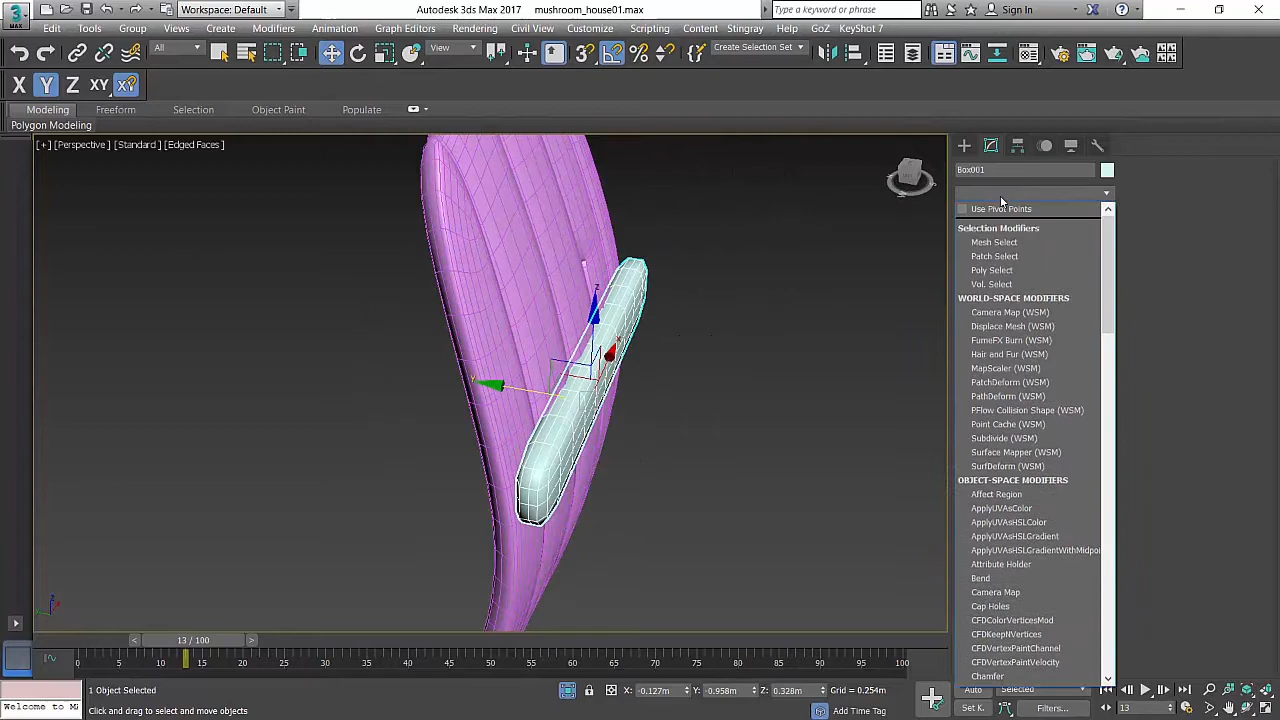 Workspace: Default
Autodesk 3ds Max 2017 mushroom_house01.max
Type a keyword or phrase
Sign In
MAX
Edit Tools Group Views Create Modifiers Animation Graph Editors Rendering Civil View Customize Scripting Content Stingray Help GoZ KeyShot 7
All
View
Create Selection Set
X Y Z XY
Modeling Freeform Selection Object Paint Populate
Polygon Modeling
[+] [Perspective] [Standard] [Edged Faces]
Box001
Use Pivot Points
Selection Modifiers
Mesh Select
Patch Select
Poly Select
Vol. Select
WORLD-SPACE MODIFIERS
Camera Map (WSM)
Displace Mesh (WSM)
FumeFX Burn (WSM)
Hair and Fur (WSM)
MapScaler (WSM)
PatchDeform (WSM)
PathDeform (WSM)
PFlow Collision Shape (WSM)
Point Cache (WSM)
Subdivide (WSM)
Surface Mapper (WSM)
SurfDeform (WSM)
OBJECT-SPACE MODIFIERS
Affect Region
ApplyUVAsColor
ApplyUVAsHSLColor
ApplyUVAsHSLGradient
ApplyUVAsHSLGradientWithMidpoi
Attribute Holder
Bend
Camera Map
Cap Holes
CFDColorVerticesMod
CFDKeepNVertices
CFDVertexPaintChannel
CFDVertexPaintVelocity
Chamfer
13 / 100
0 5 10 15 20 25 30 35 40 45 50 55 60 65 70 75 80 85 90 95 100
1 Object Selected
X: -0.127m Y: -0.958m Z: 0.328m Grid = 0.254m
Auto Selected
Welcome to M
Click and drag to select and move objects
Add Time Tag
Set K. Filters... 13